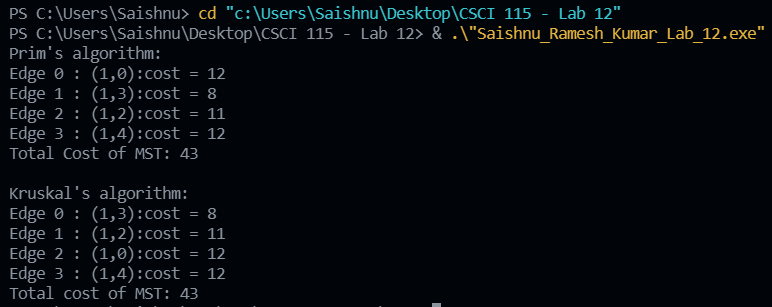 PS C:\Users\Saishnu> cd "c:\Users\Saishnu\Desktop\CSCI 115 - Lab 12"
PS C:\Users\Saishnu\Desktop\CSCI 115 - Lab 12> & .\"Saishnu_Ramesh_Kumar_Lab_12.exe"
Prim's algorithm:
Edge 0 : (1,0):cost = 12
Edge 1 : (1,3):cost = 8
Edge 2 : (1,2):cost = 11
Edge 3 : (1,4):cost = 12
Total Cost of MST: 43
Kruskal's algorithm:
Edge 0 : (1,3):cost = 8
Edge 1 : (1,2):cost = 11
Edge 2 : (1,0):cost = 12
Edge 3 : (1,4):cost = 12
Total cost of MST: 43